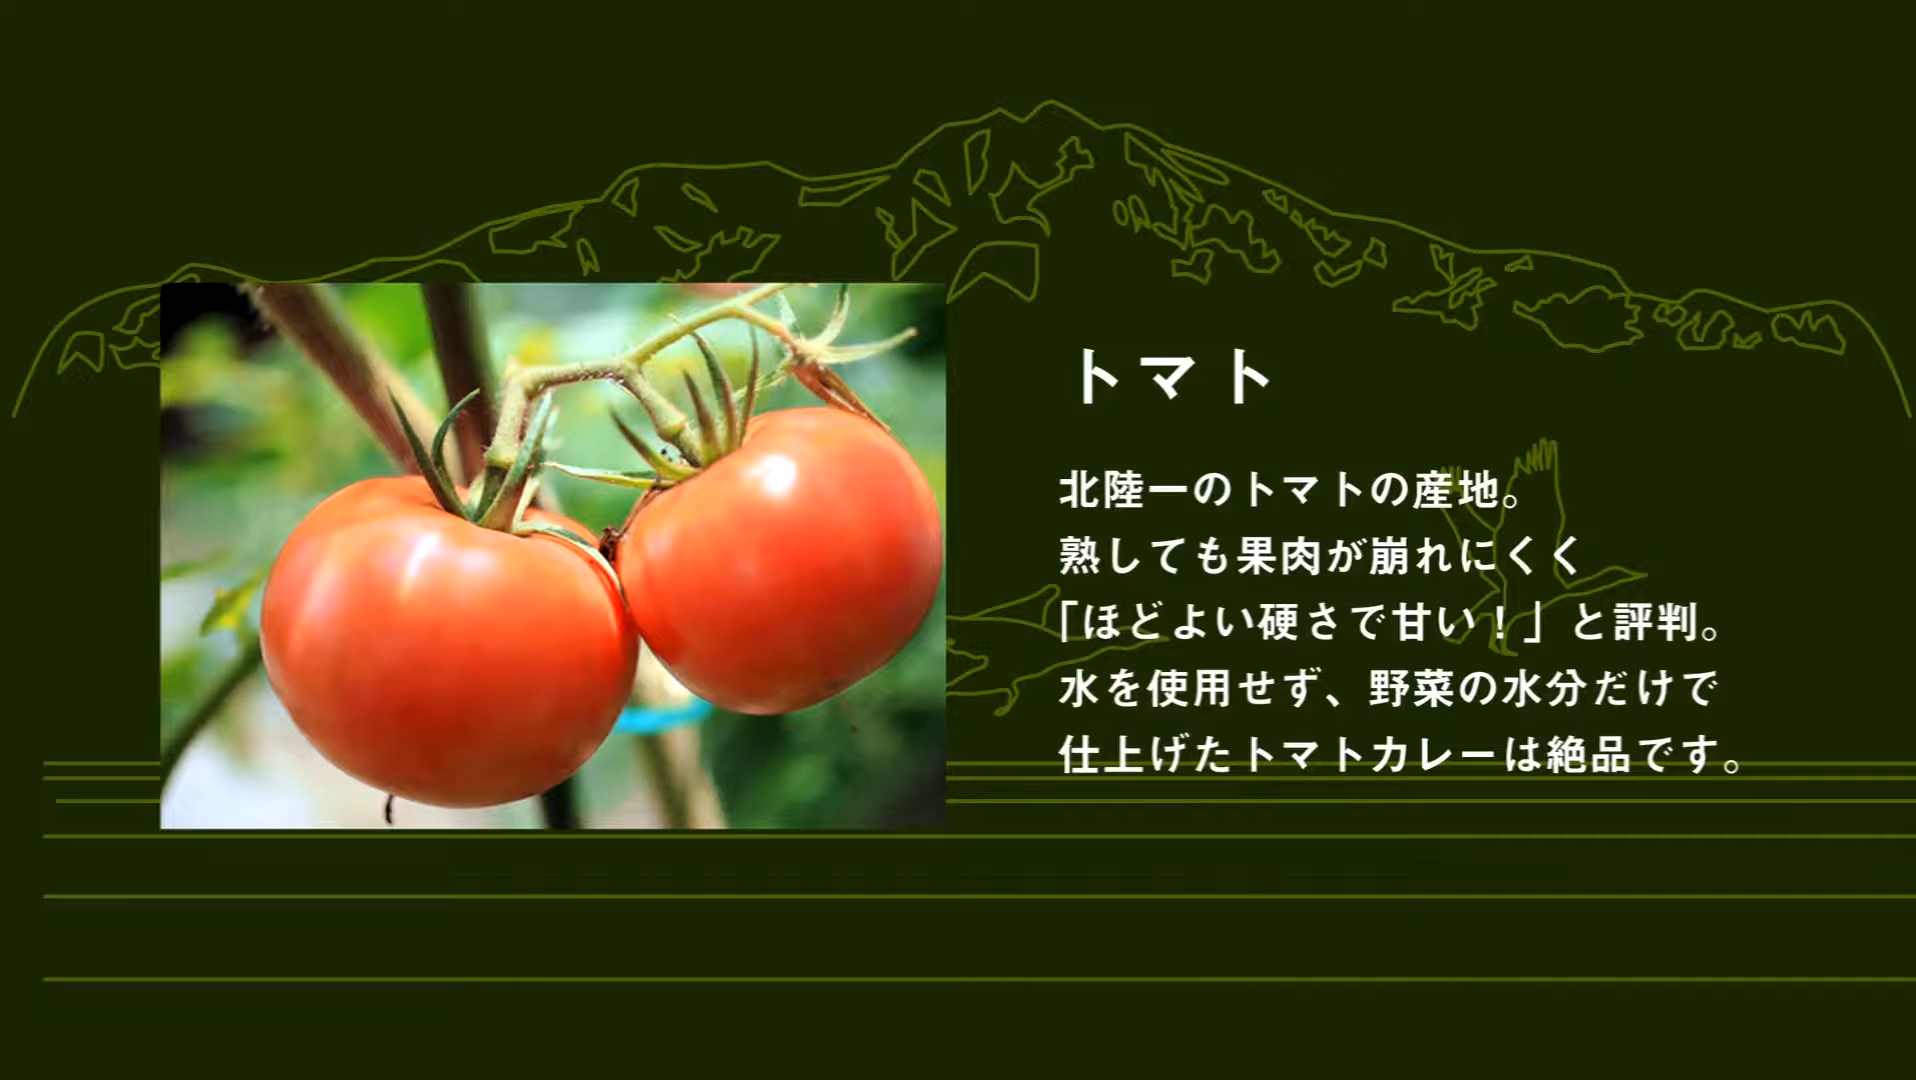 トマト
北陸一のトマトの産地。
熟しても果肉が崩れにくく
「ほどよい硬さで甘い！」と評判。
水を使用せず、野菜の水分だけで
仕上げたトマトカレーは絶品です。